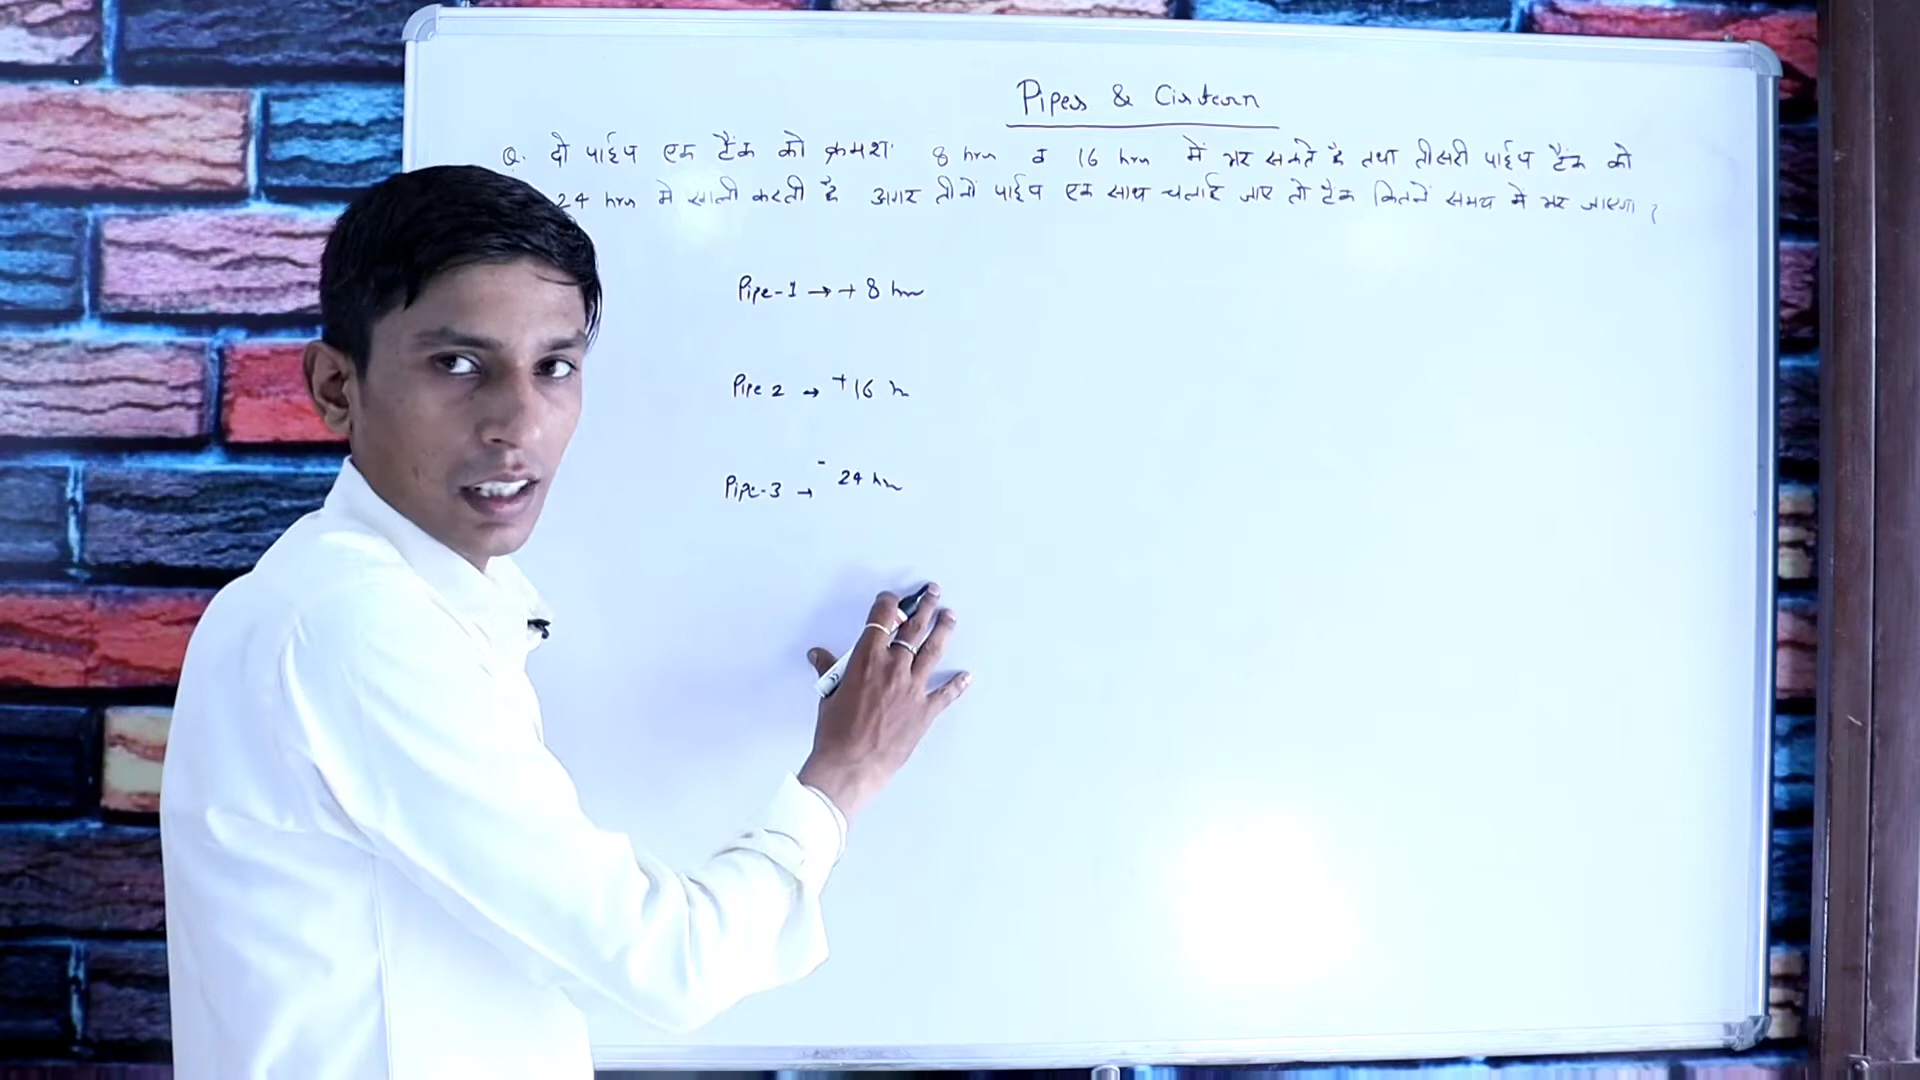 Pipes & Cistern
Q. दो पाईप एक टैंक को क्रमशः 8 hrs व 16 hrs में भर सकते है तथा तीसरी पाईप टैंक को
24 hrs मे खाली करती है अगर तीनों पाईप एक साथ चलाई जाए तो टैंक कितने समय मे भर जाएगा ?
Pipe-1 → + 8 hrs
Pipe 2 → +16 h
Pipe-3 → - 24 hrs